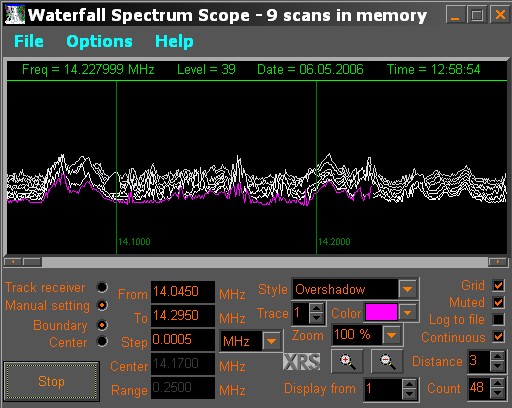 Waterfall Spectrum Scope - 9 scans in memory
File Options Help
Freq = 14.227999 MHz Level = 39 Date = 06.05.2006 Time = 12:58:54
14.1000 14.2000
Track receiver
Manual setting
Boundary
Center
Stop
From 14.0450 MHz
To 14.2950 MHz
Step 0.0005 MHz
Center 14.1700 MHz
Range 0.2500 MHz
Style Overshadow
Trace 1 Color
Zoom 100 %
XRS
Display from 1
Grid
Muted
Log to file
Continuous
Distance 3
Count 48